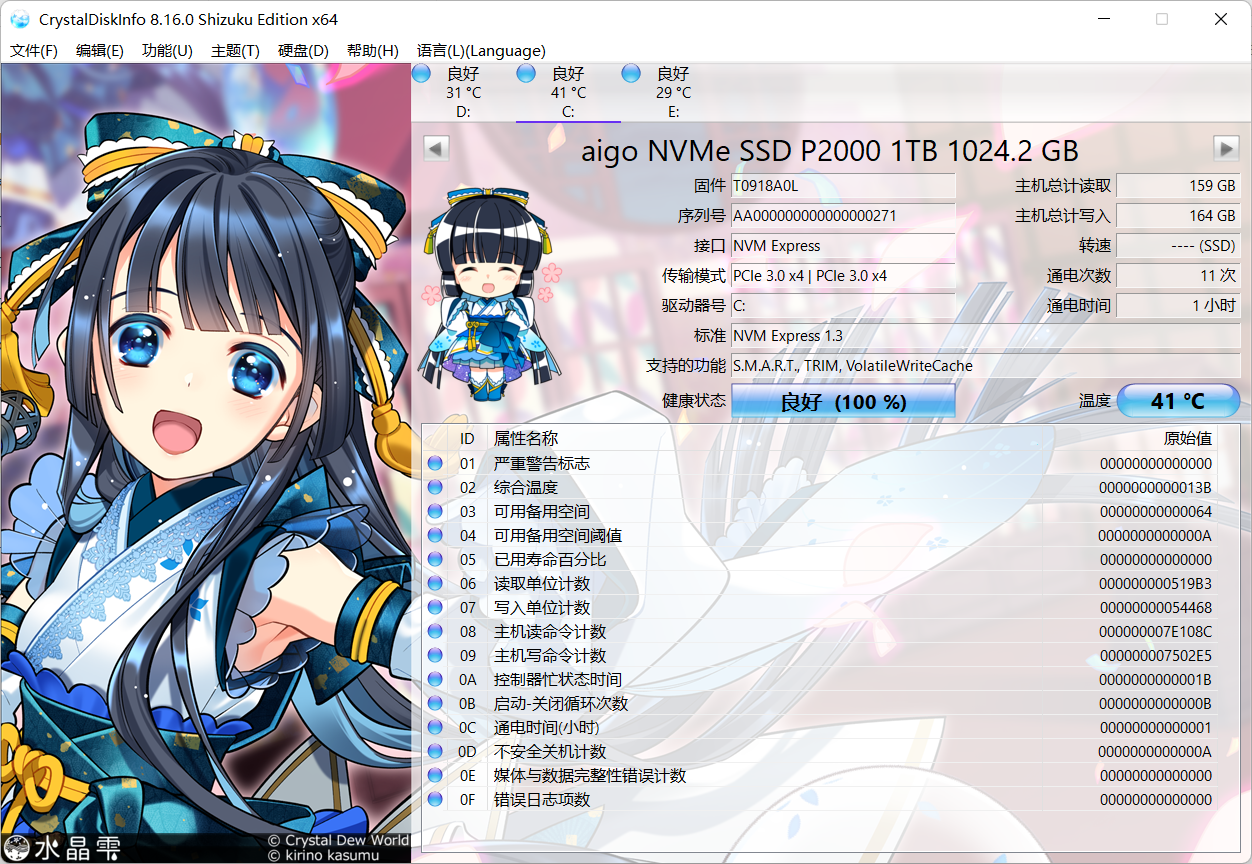 CrystalDiskInfo 8.16.0 Shizuku Edition x64
文件(F) 编辑(E) 功能(U) 主题(T) 硬盘(D) 帮助(H) 语言(L)(Language)
良好 良好 良好
31 °C 41 °C 29 °C
D: C: E:
aigo NVMe SSD P2000 1TB 1024.2 GB
固件 T0918A0L 主机总计读取 159 GB
序列号 AA000000000000000271 主机总计写入 164 GB
接口 NVM Express 转速 ---- (SSD)
传输模式 PCIe 3.0 x4 | PCIe 3.0 x4 通电次数 11 次
驱动器号 C: 通电时间 1 小时
标准 NVM Express 1.3
支持的功能 S.M.A.R.T., TRIM, VolatileWriteCache
健康状态 良好 (100 %) 温度 41 °C
ID 属性名称 原始值
01 严重警告标志 00000000000000
02 综合温度 0000000000013B
03 可用备用空间 00000000000064
04 可用备用空间阈值 0000000000000A
05 已用寿命百分比 00000000000000
06 读取单位计数 000000000519B3
07 写入单位计数 00000000054468
08 主机读命令计数 000000007E108C
09 主机写命令计数 000000007502E5
0A 控制器忙状态时间 0000000000001B
0B 启动-关闭循环次数 0000000000000B
0C 通电时间(小时) 00000000000001
0D 不安全关机计数 0000000000000A
0E 媒体与数据完整性错误计数 00000000000000
0F 错误日志项数 00000000000000
水晶雫
© Crystal Dew World
© kirino kasumu